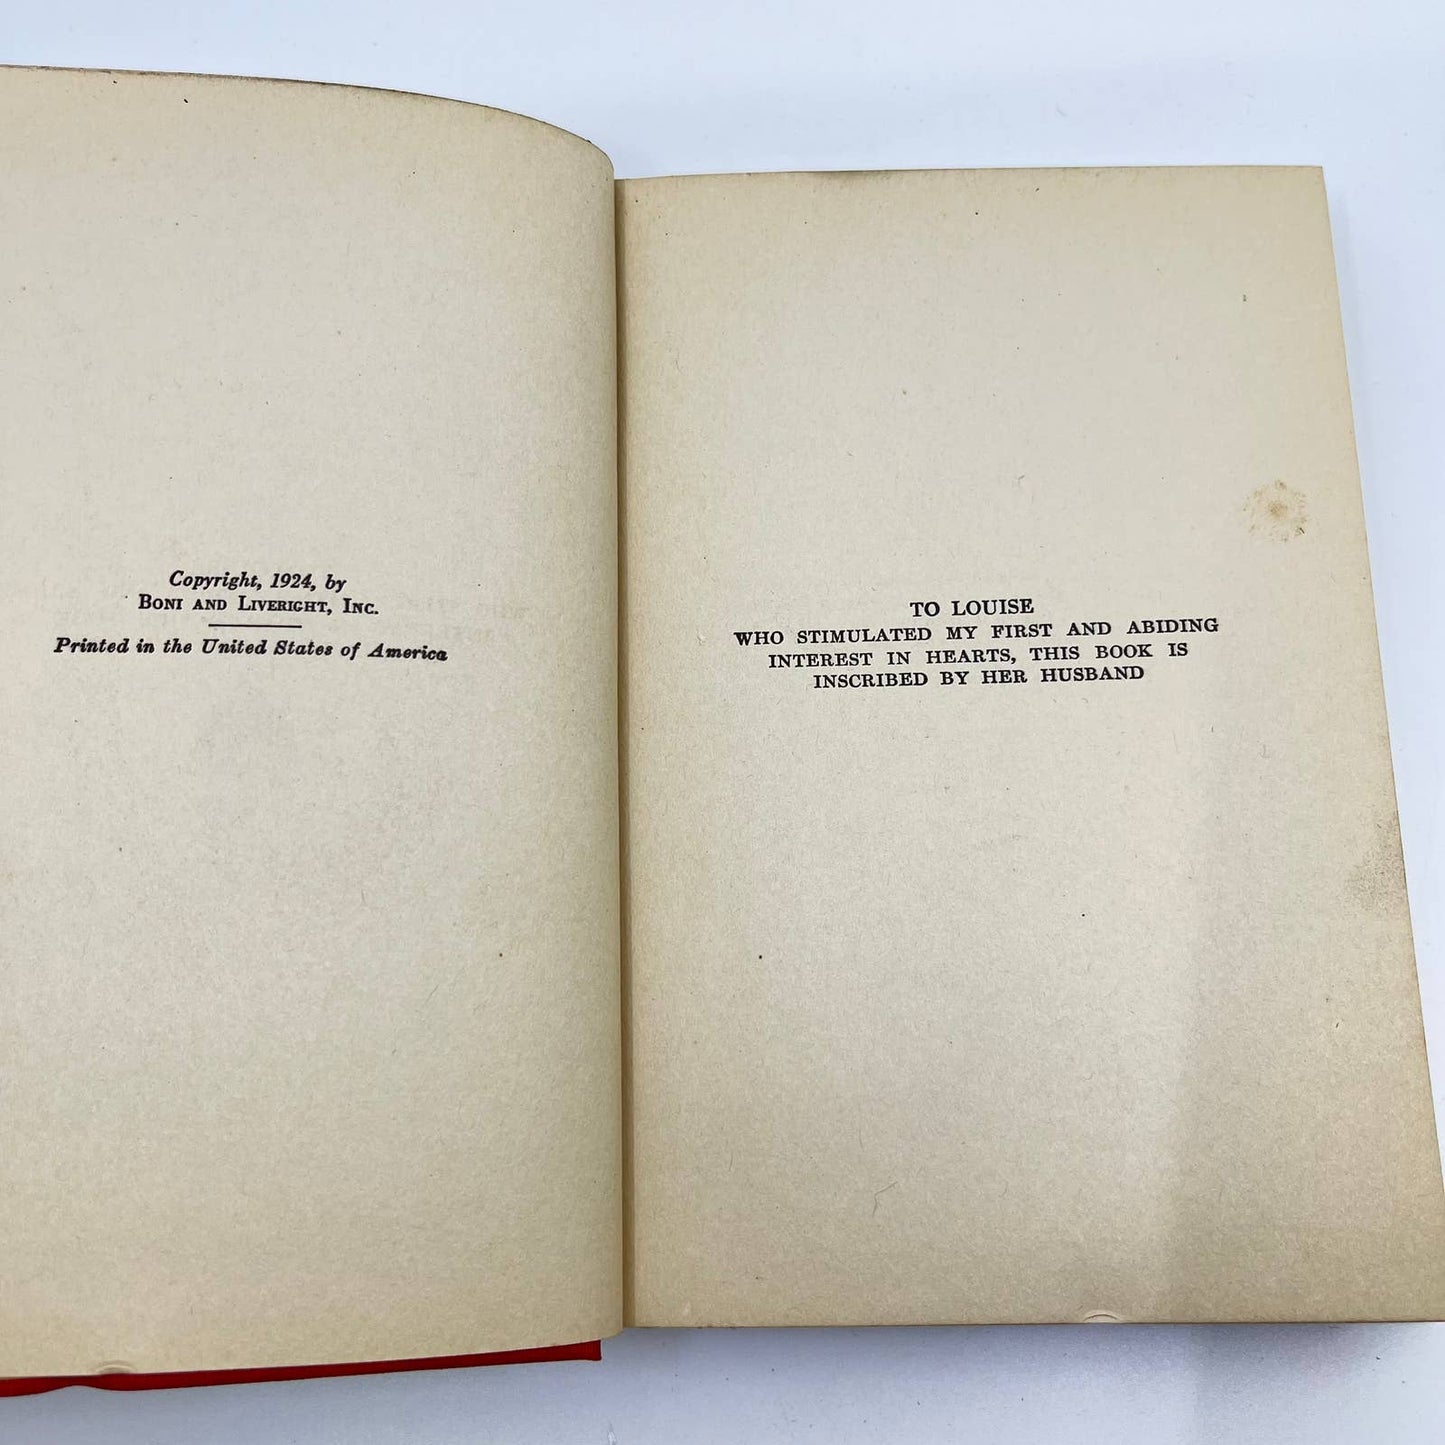 Copyright, 1924, by
BONI AND LIVERIGHT, INC.
Printed in the United States of America
TO LOUISE
WHO STIMULATED MY FIRST AND ABIDING
INTEREST IN HEARTS, THIS BOOK IS
INSCRIBED BY HER HUSBAND